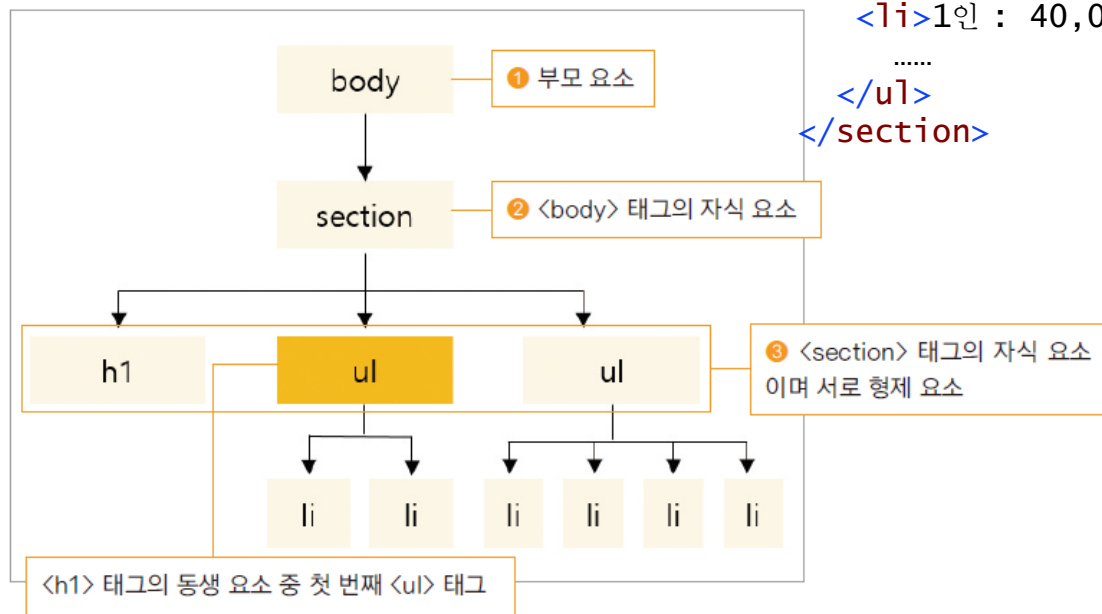 <li>1인 : 40,0
……
</ul>
</section>
body
❶ 부모 요소
section
❷ <body> 태그의 자식 요소
h1
ul
ul
❸ <section> 태그의 자식 요소
이며 서로 형제 요소
li
li
li
li
li
li
<h1> 태그의 동생 요소 중 첫 번째 <ul> 태그